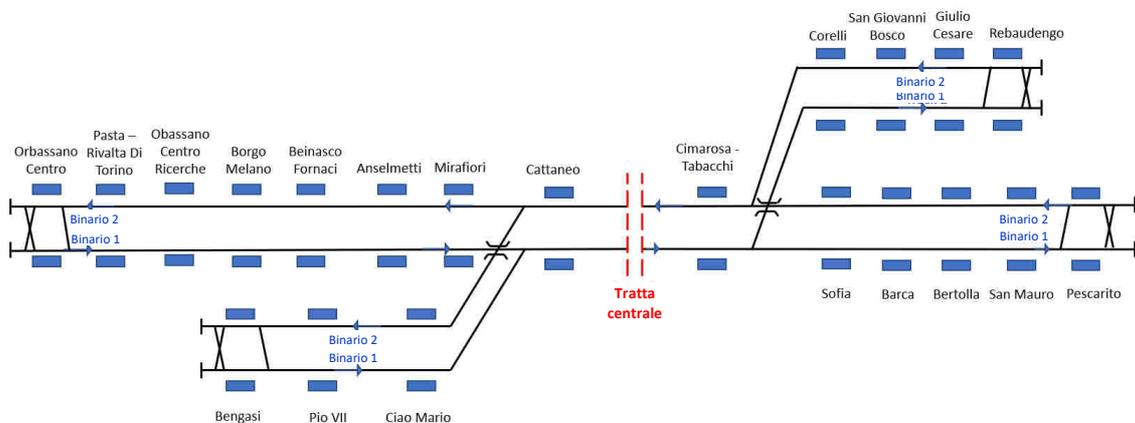 San Giovanni
Bosco
Giulio
Cesare
Corelli
Rebaudengo
Binario 2
Binario 1
Orbassano
Centro
Pasta –
Rivalta Di
Torino
Obassano
Centro
Ricerche
Borgo
Melano
Beinasco
Fornaci
Anselmetti
Mirafiori
Cattaneo
Cimarosa -
Tabacchi
Binario 2
Binario 1
Binario 2
Binario 1
Tratta
centrale
Sofia
Barca
Bertolla
San Mauro
Pescarito
Binario 2
Binario 1
Bengasi
Pio VII
Ciao Mario